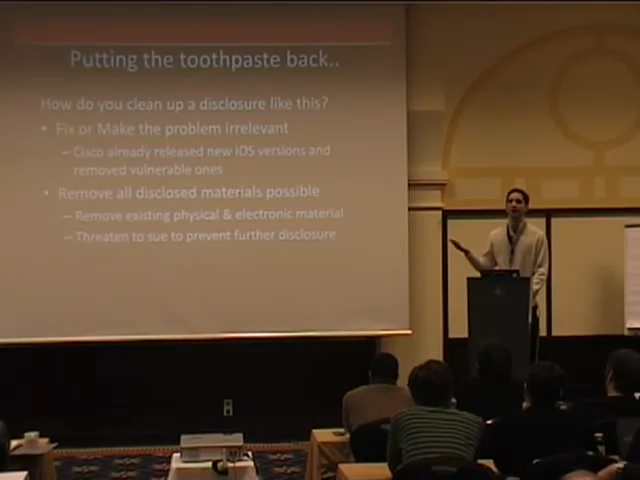 Putting the toothpaste back..
How do you clean up a disclosure like this?
• Fix or Make the problem irrelevant
– Cisco already released new IOS versions and
removed vulnerable ones
• Remove all disclosed materials possible
– Remove existing physical & electronic material
– Threaten to sue to prevent further disclosure